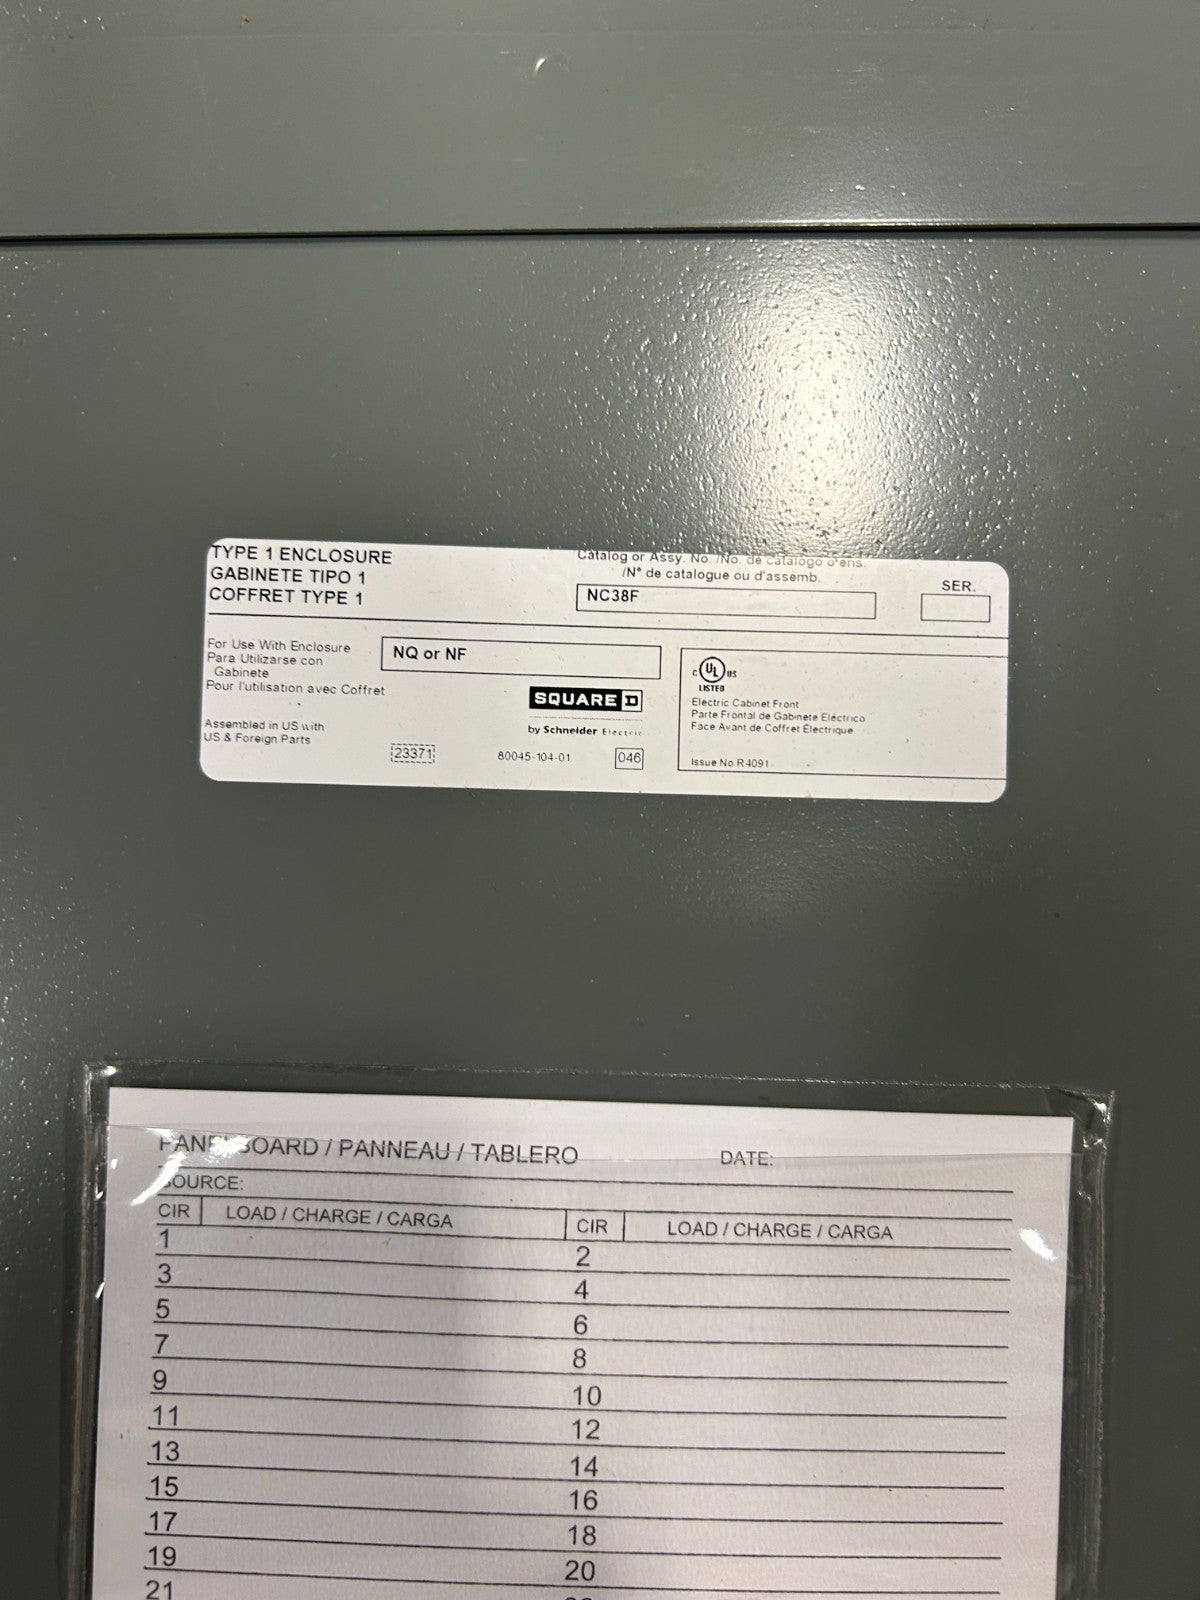 TYPE 1 ENCLOSURE
GABINETE TIPO 1
COFFRET TYPE 1
Catalog or Assy. No. /No. de catálogo o ens.
/N° de catalogue ou d'assemb.
NC38F
SER.
For Use With Enclosure
Para Utilizarse con
Gabinete
Pour l'utilisation avec Coffret
NQ or NF
SQUARE D
by Schneider Electric
Assembled in US with
US & Foreign Parts
23371
80045-104-01
046
C UL US
LISTED
Electric Cabinet Front
Parte Frontal de Gabinete Eléctrico
Face Avant de Coffret Électrique
Issue No. R4091
PANELBOARD / PANNEAU / TABLERO DATE:
SOURCE:
CIR LOAD / CHARGE / CARGA CIR LOAD / CHARGE / CARGA
1 2
3 4
5 6
7 8
9 10
11 12
13 14
15 16
17 18
19 20
21